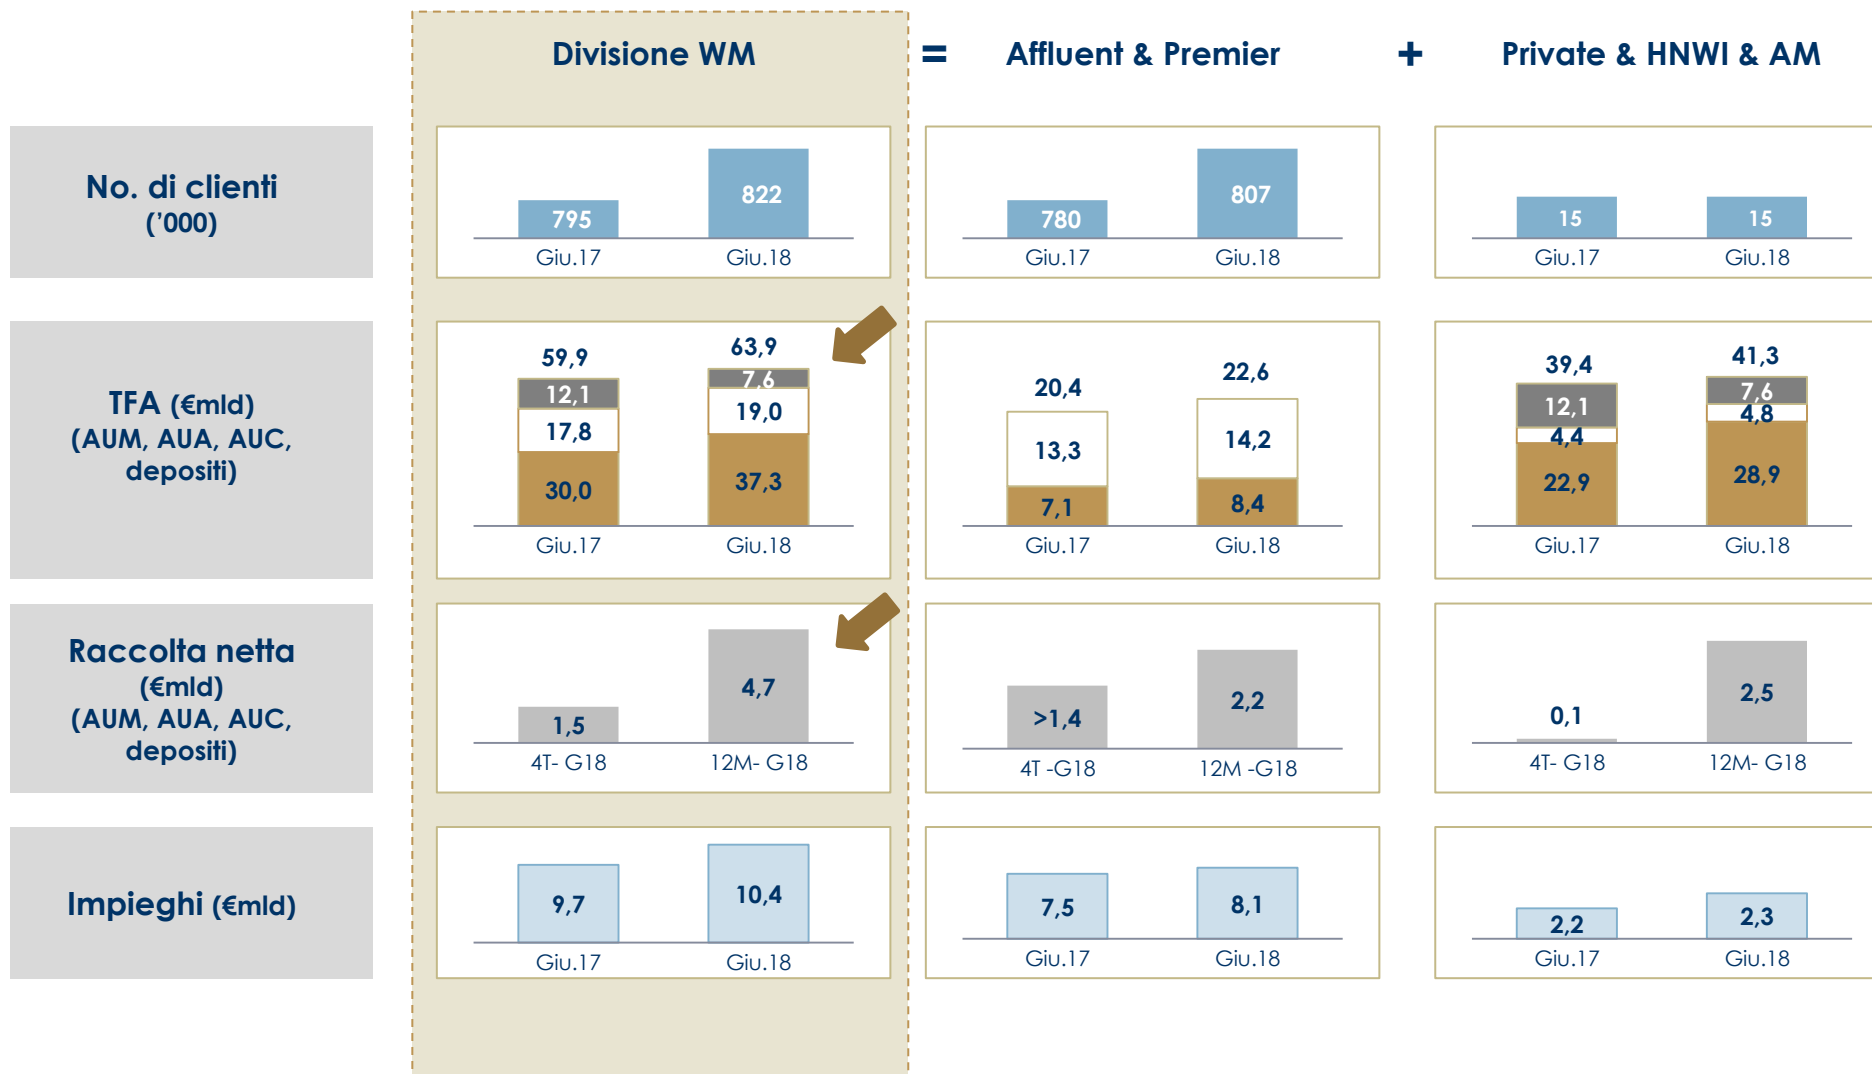 Divisione WM
=
Affluent & Premier
+
Private & HNWI & AM
No. di clienti
('000)
795
822
Giu.17
Giu.18
780
807
Giu.17
Giu.18
15
15
Giu.17
Giu.18
TFA (€mld)
(AUM, AUA, AUC,
depositi)
59,9
63,9
12,1
7,6
17,8
19,0
30,0
37,3
Giu.17
Giu.18
20,4
22,6
13,3
14,2
7,1
8,4
Giu.17
Giu.18
39,4
41,3
12,1
7,6
4,4
4,8
22,9
28,9
Giu.17
Giu.18
Raccolta netta
(€mld)
(AUM, AUA, AUC,
depositi)
1,5
4,7
4T- G18
12M- G18
>1,4
2,2
4T -G18
12M -G18
0,1
2,5
4T- G18
12M- G18
Impieghi (€mld)
9,7
10,4
Giu.17
Giu.18
7,5
8,1
Giu.17
Giu.18
2,2
2,3
Giu.17
Giu.18